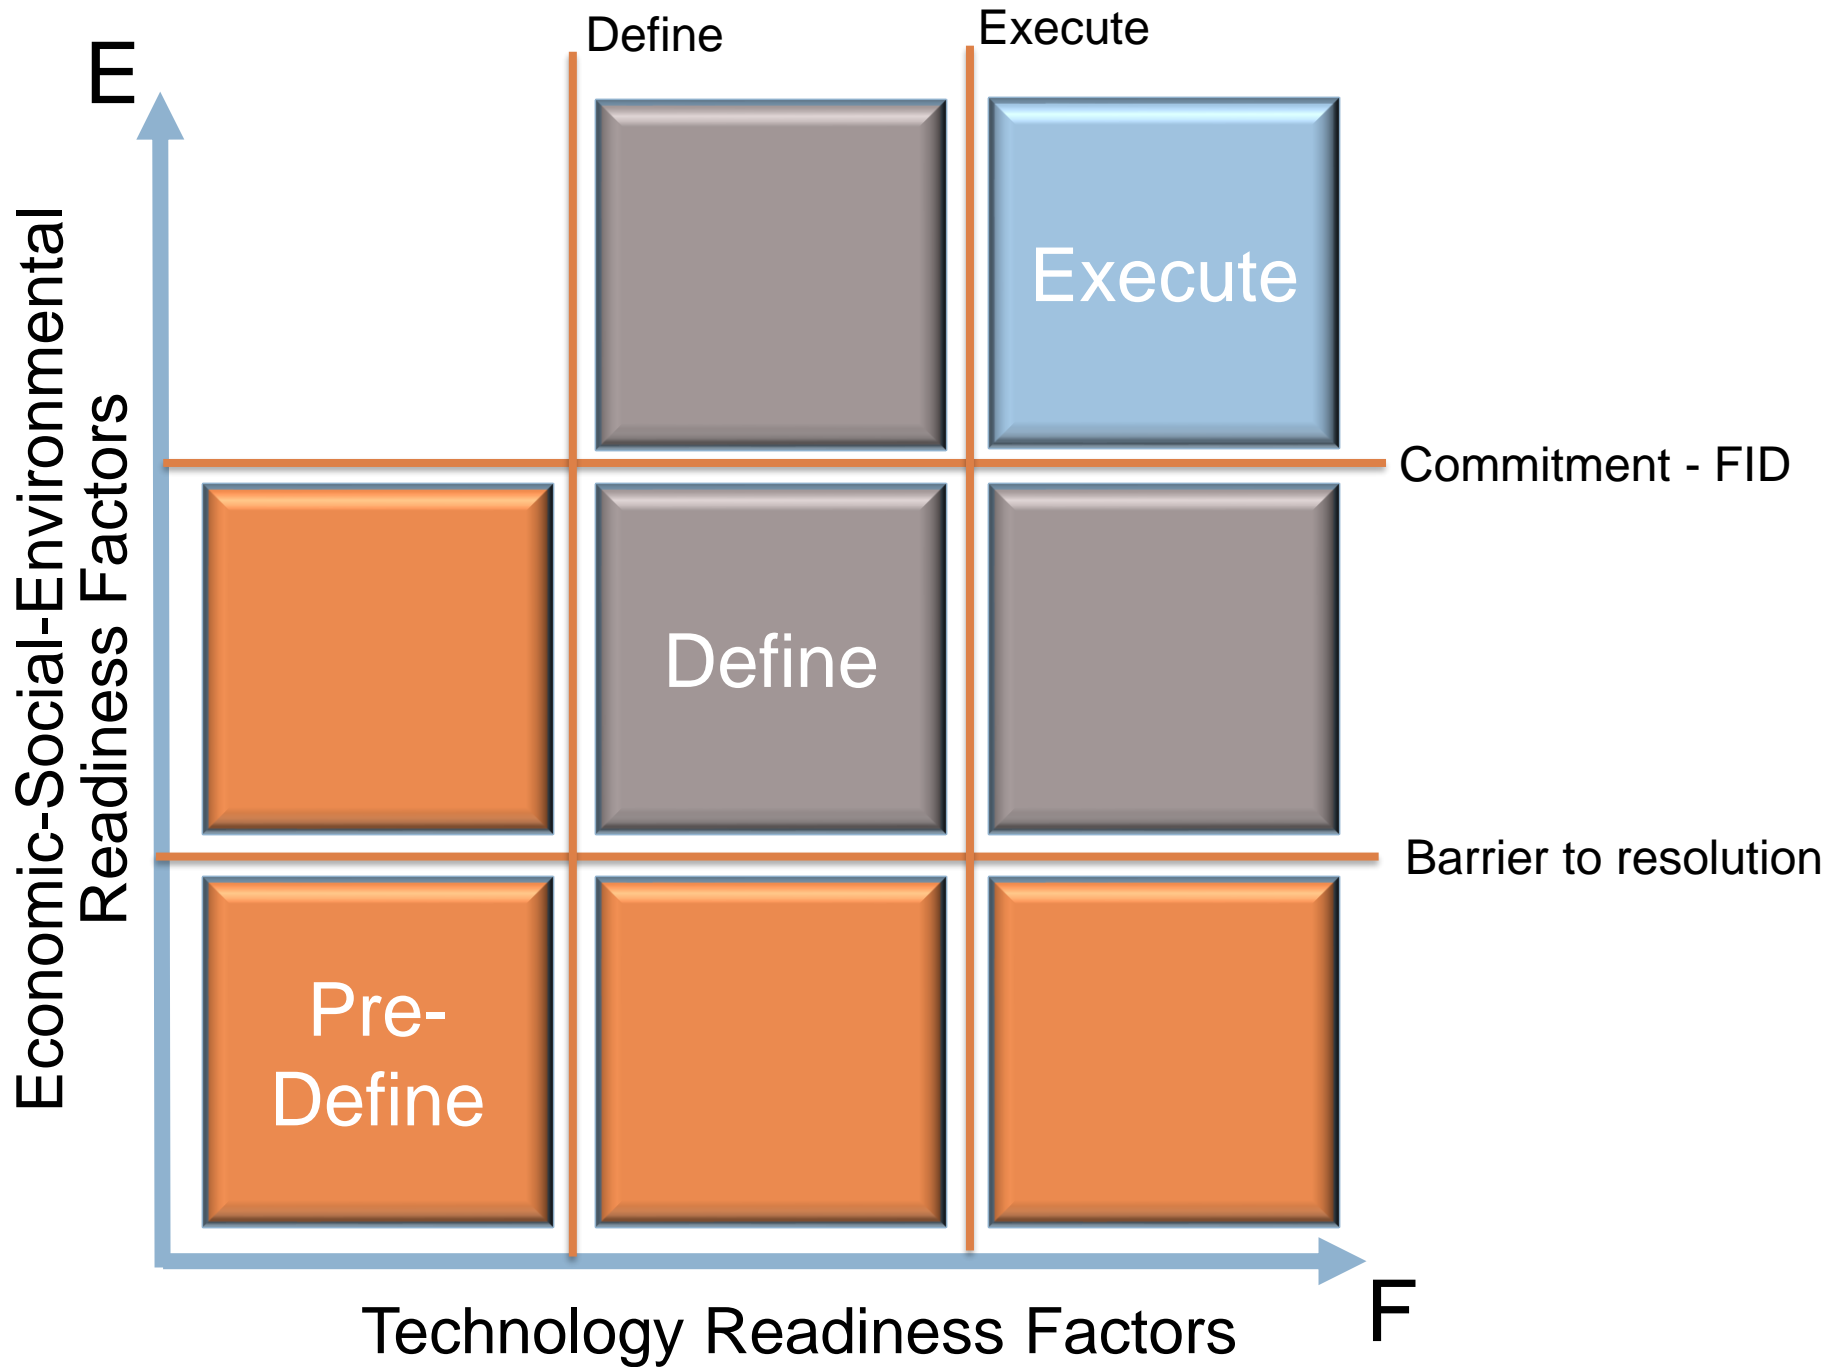 Define
Execute
E
Execute
Commitment - FID
Economic-Social-Environmental
Readiness Factors
Define
Barrier to resolution
Pre-
Define
F
Technology Readiness Factors